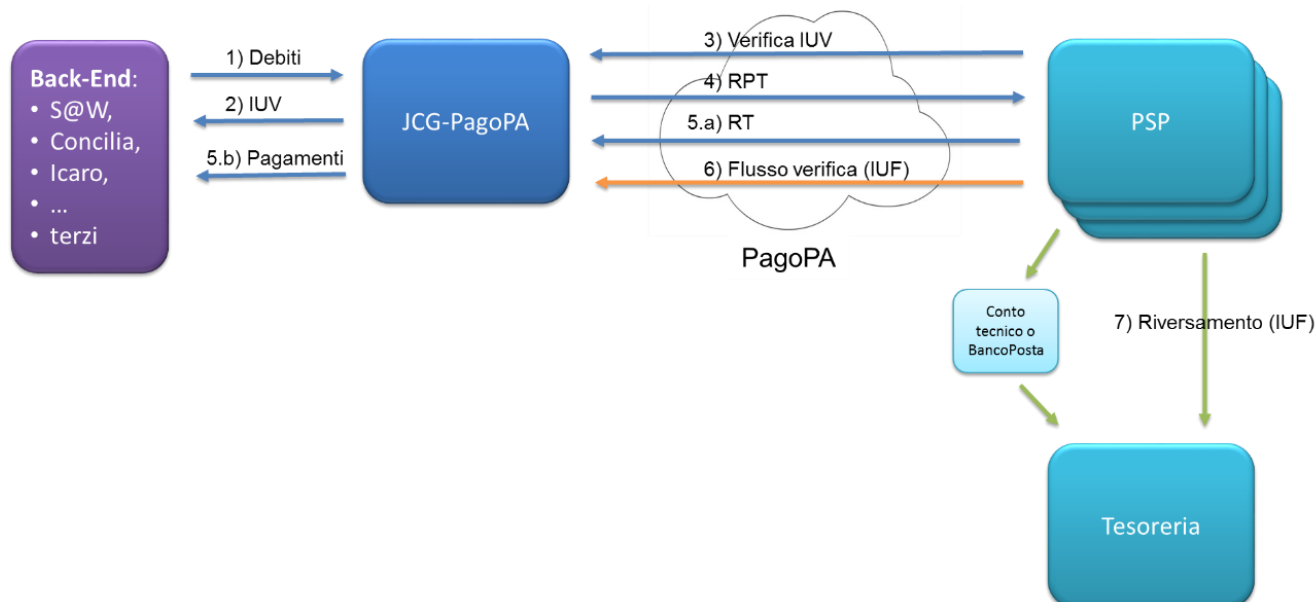 Back-End:
• S@W,
• Concilia,
• Icaro,
• ...
• terzi
1) Debiti
2) IUV
5.b) Pagamenti
JCG-PagoPA
3) Verifica IUV
4) RPT
5.a) RT
6) Flusso verifica (IUF)
PagoPA
PSP
Conto
tecnico o
BancoPosta
7) Riversamento (IUF)
Tesoreria